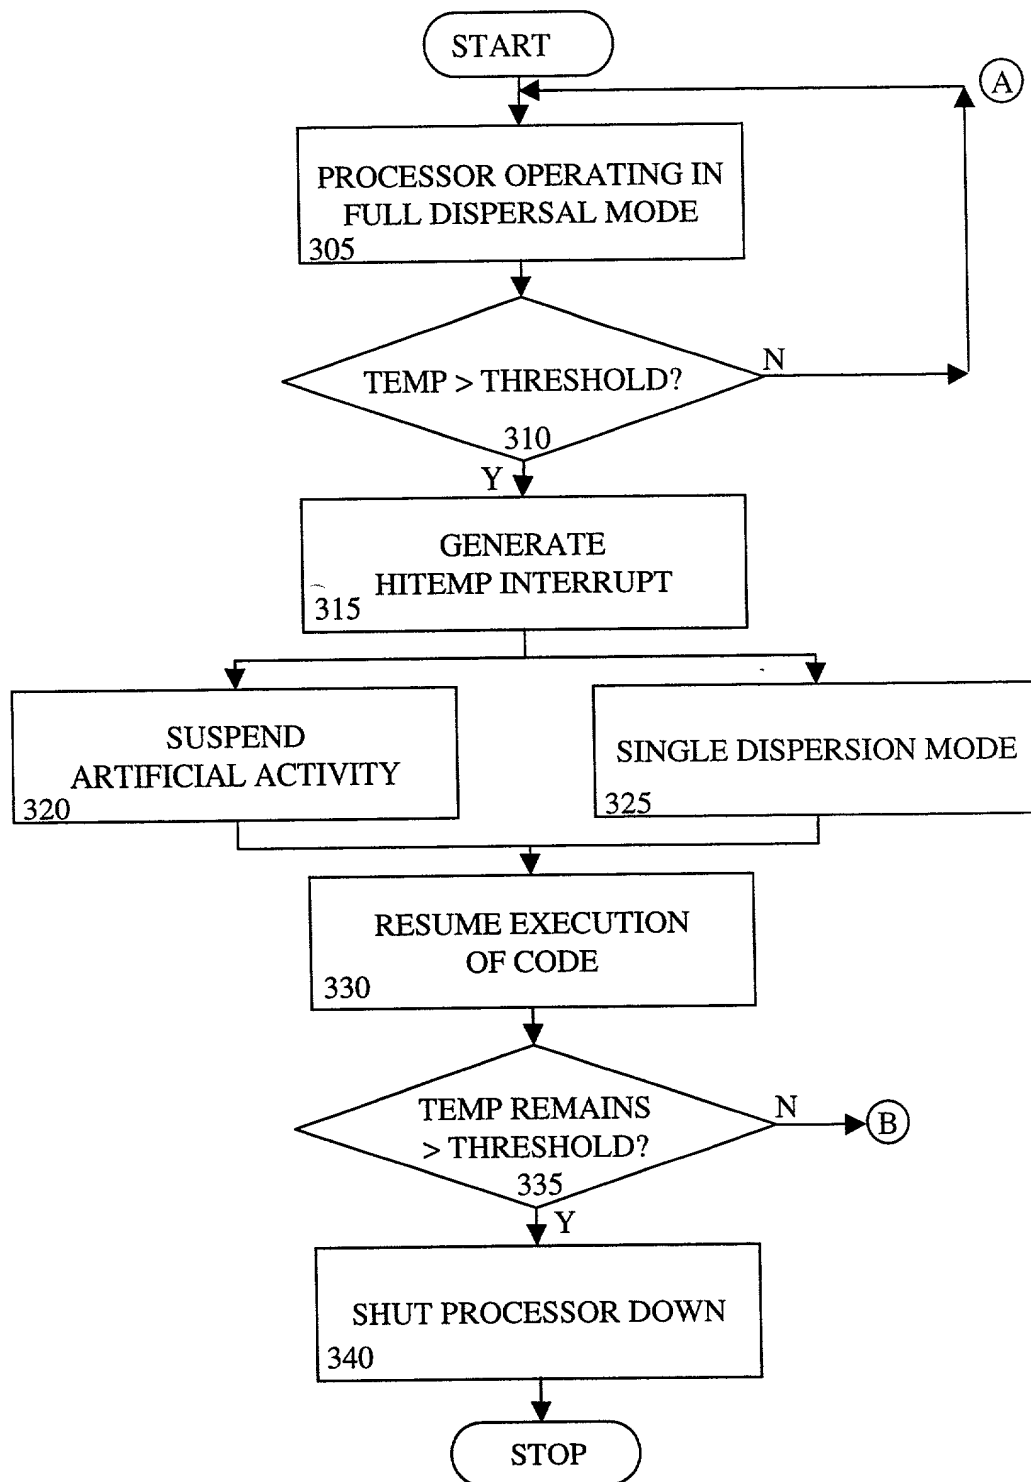 START
A
PROCESSOR OPERATING IN
FULL DISPERSAL MODE
305
TEMP > THRESHOLD?
N
310
Y
GENERATE
HITEMP INTERRUPT
315
SUSPEND
ARTIFICIAL ACTIVITY
320
SINGLE DISPERSION MODE
325
RESUME EXECUTION
OF CODE
330
TEMP REMAINS
> THRESHOLD?
N
B
335
Y
SHUT PROCESSOR DOWN
340
STOP